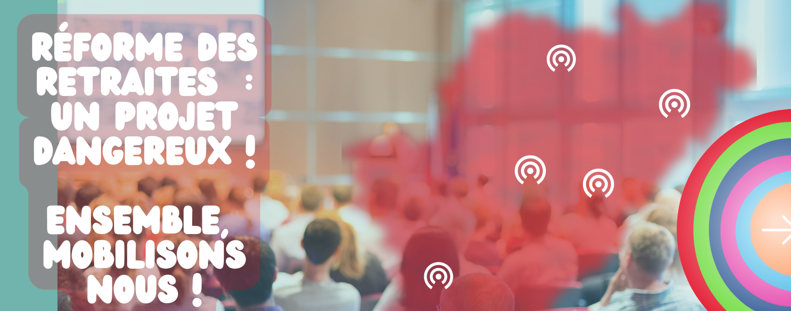 RÉFORME DES
RETRAITES :
UN PROJET
DANGEREUX !
ENSEMBLE,
MOBILISONS
NOUS !